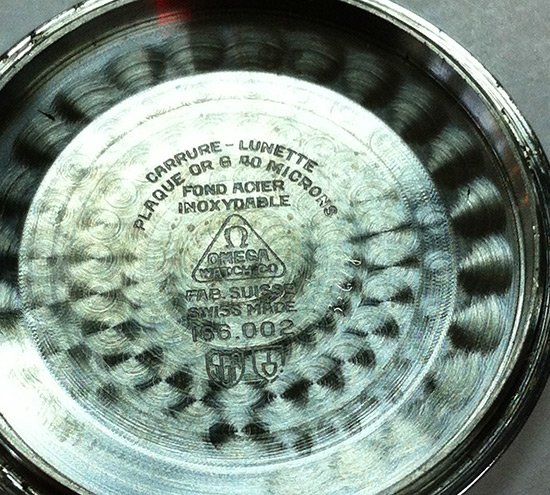 CARRURE - LUNETTE
PLAQUE OR G 40 MICRONS
FOND ACIER
INOXYDABLE
Ω
OMEGA
WATCH CO
FAB. SUISSE
SWISS MADE
166.002